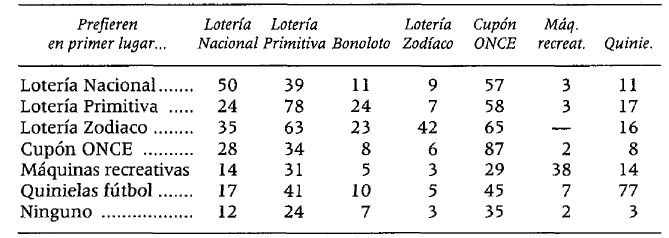 Prefieren Lotería Lotería Lotería Cupón Máq.
en primer lugar... Nacional Primitiva Bonoloto Zodíaco ONCE recreat. Quinie.
Lotería Nacional....... 50 39 11 9 57 3 11
Lotería Primitiva ..... 24 78 24 7 58 3 17
Lotería Zodiaco ....... 35 63 23 42 65 — 16
Cupón ONCE ......... 28 34 8 6 87 2 8
Máquinas recreativas 14 31 5 3 29 38 14
Quinielas fútbol ....... 17 41 10 5 45 7 77
Ninguno ................. 12 24 7 3 35 2 3